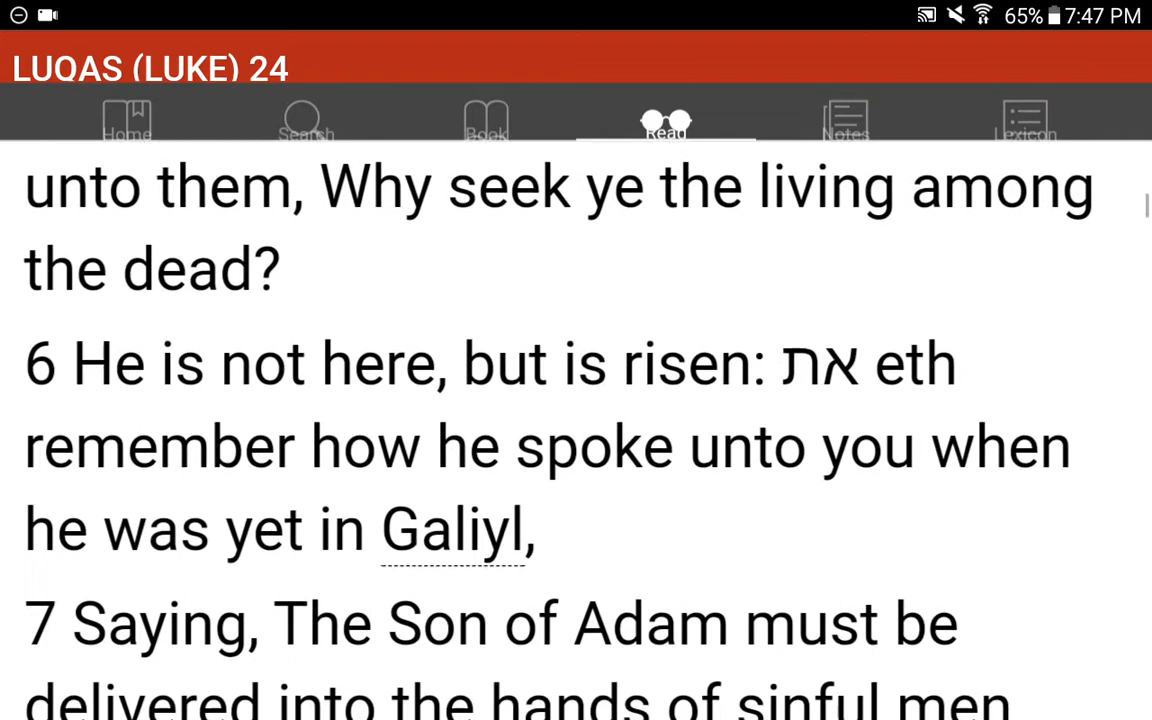 65% 7:47 PM
LUQAS (LUKE) 24
Home Search Book Read Notes Lexicon
unto them, Why seek ye the living among
the dead?
6 He is not here, but is risen: את eth
remember how he spoke unto you when
he was yet in Galiyl,
7 Saying, The Son of Adam must be
delivered into the hands of sinful men